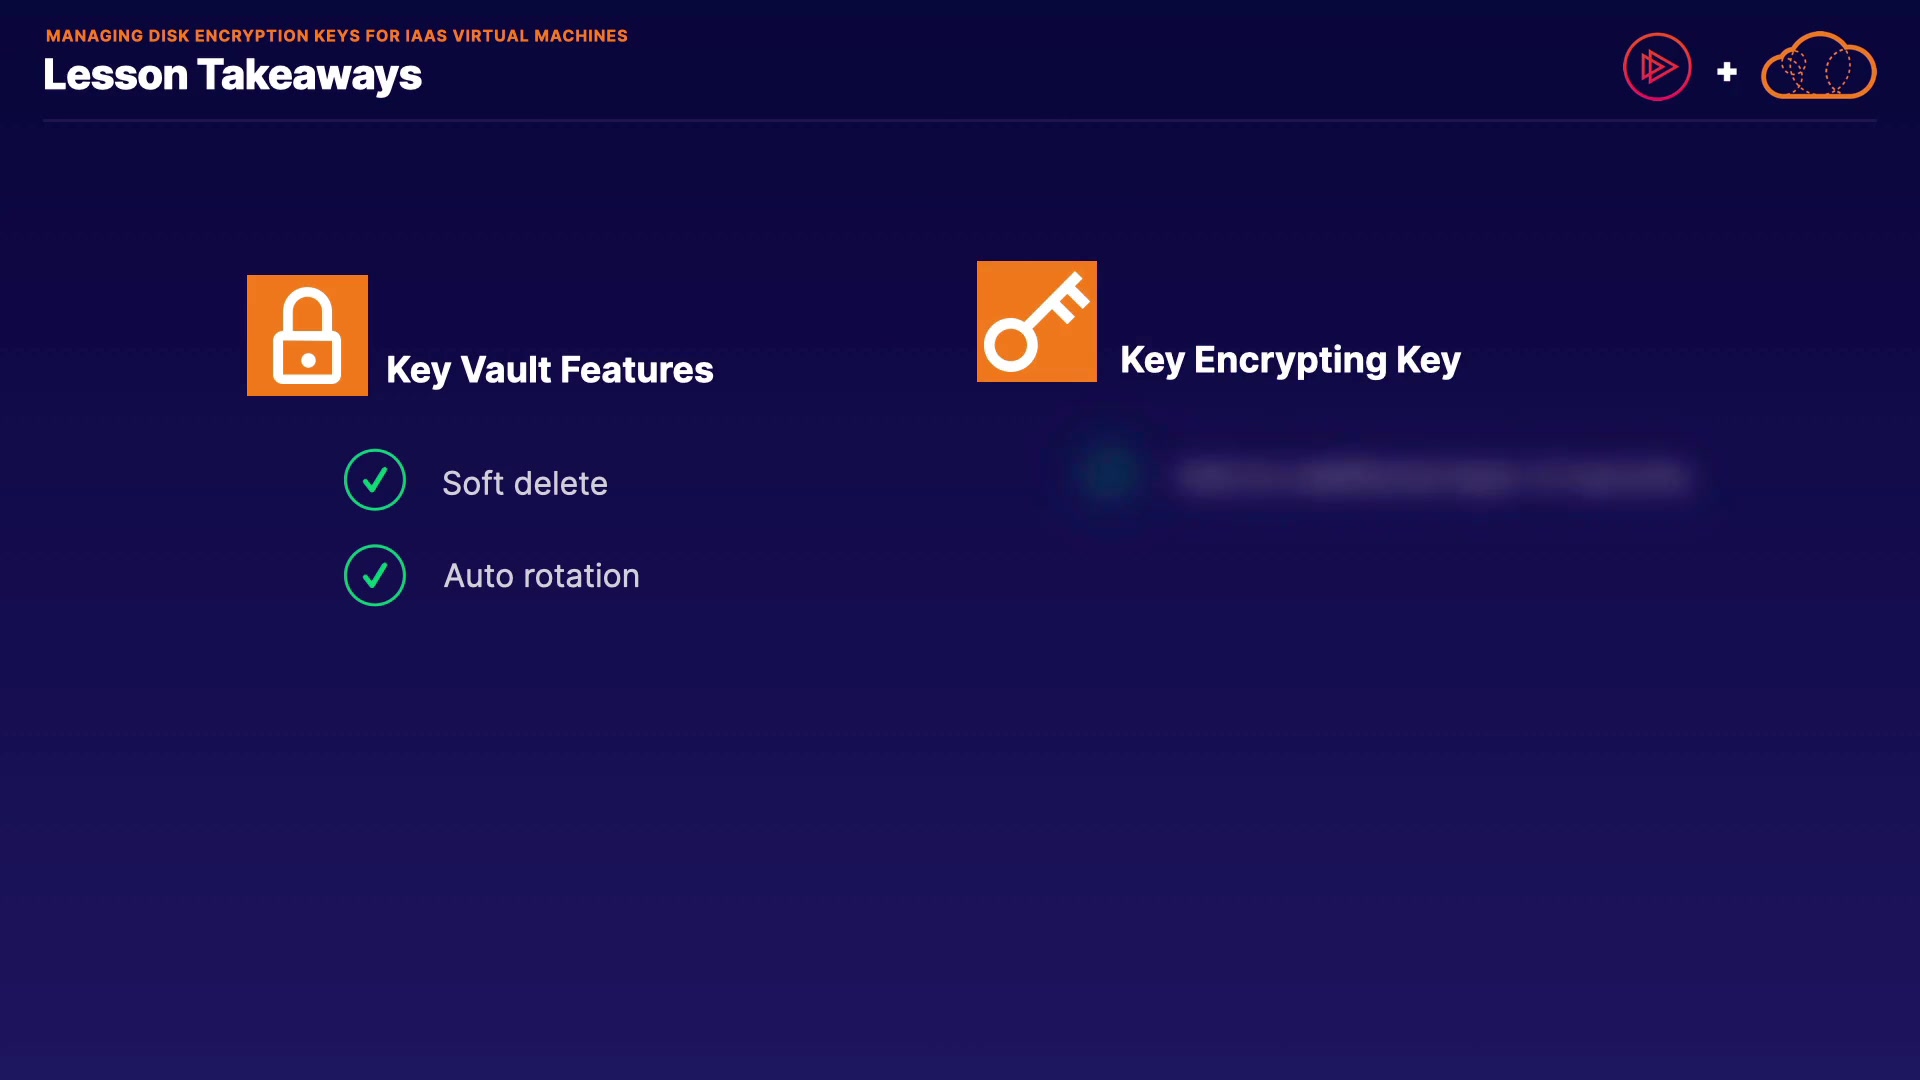 MANAGING DISK ENCRYPTION KEYS FOR IAAS VIRTUAL MACHINES
Lesson Takeaways
Key Vault Features
Soft delete
Auto rotation
Key Encrypting Key